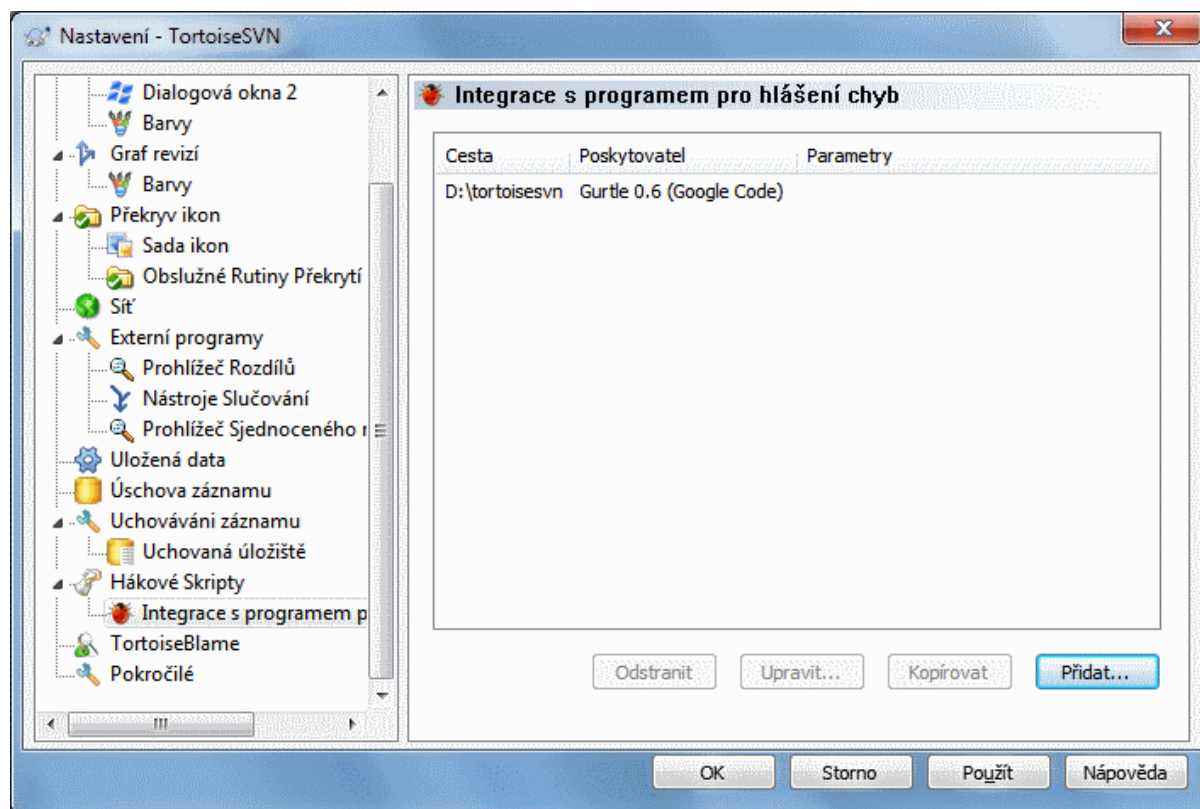 Nastavení - TortoiseSVN
Dialogová okna 2
Barvy
Graf revizí
Barvy
Překryv ikon
Sada ikon
Obslužné Rutiny Překrytí
Síť
Externí programy
Prohlížeč Rozdílů
Nástroje Slučování
Prohlížeč Sjednoceného r
Uložená data
Úschova záznamu
Uchováváni záznamu
Uchovaná úložiště
Hákové Skripty
Integrace s programem p
TortoiseBlame
Pokročilé
Integrace s programem pro hlášení chyb
Cesta Poskytovatel Parametry
D:\tortoisesvn Gurtle 0.6 (Google Code)
Odstranit Upravit... Kopírovat Přidat...
OK Storno Použít Nápověda